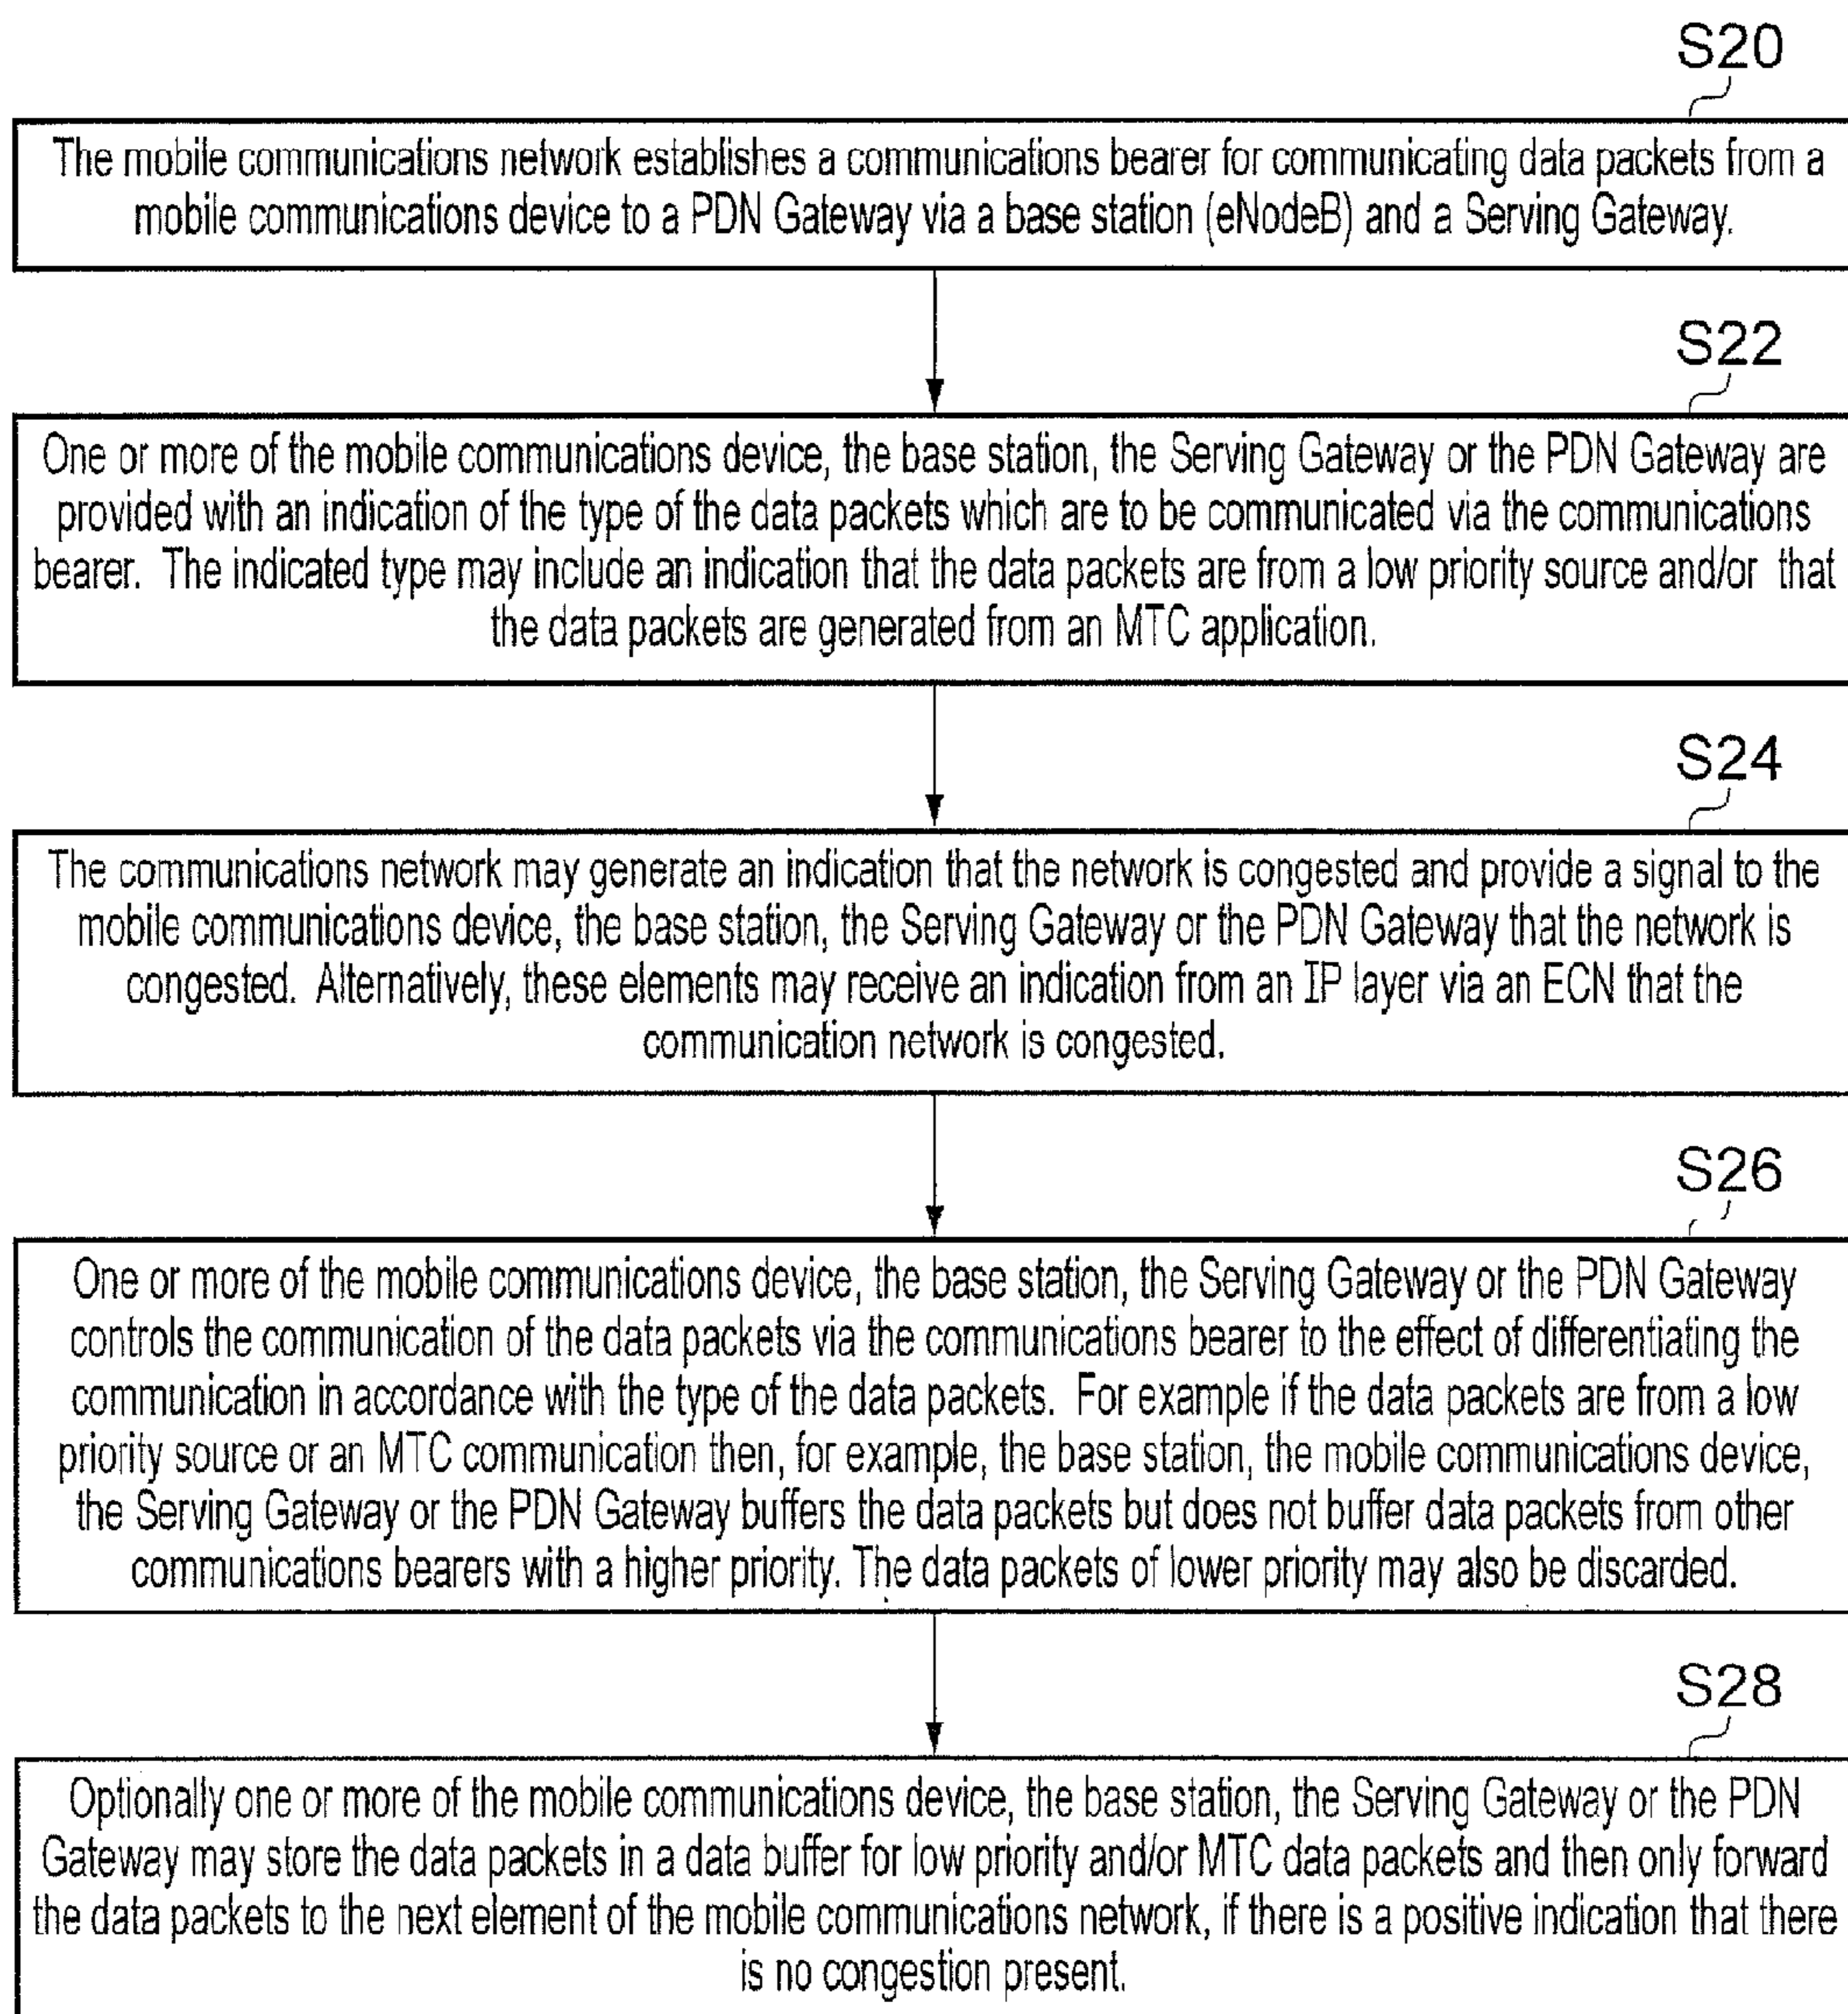 S20
The mobile communications network establishes a communications bearer for communicating data packets from a
mobile communications device to a PDN Gateway via a base station (eNodeB) and a Serving Gateway.
S22
One or more of the mobile communications device, the base station, the Serving Gateway or the PDN Gateway are
provided with an indication of the type of the data packets which are to be communicated via the communications
bearer. The indicated type may include an indication that the data packets are from a low priority source and/or that
the data packets are generated from an MTC application.
S24
The communications network may generate an indication that the network is congested and provide a signal to the
mobile communications device, the base station, the Serving Gateway or the PDN Gateway that the network is
congested. Alternatively, these elements may receive an indication from an IP layer via an ECN that the
communication network is congested.
S26
One or more of the mobile communications device, the base station, the Serving Gateway or the PDN Gateway
controls the communication of the data packets via the communications bearer to the effect of differentiating the
communication in accordance with the type of the data packets. For example if the data packets are from a low
priority source or an MTC communication then, for example, the base station, the mobile communications device,
the Serving Gateway or the PDN Gateway buffers the data packets but does not buffer data packets from other
communications bearers with a higher priority. The data packets of lower priority may also be discarded.
S28
Optionally one or more of the mobile communications device, the base station, the Serving Gateway or the PDN
Gateway may store the data packets in a data buffer for low priority and/or MTC data packets and then only forward
the data packets to the next element of the mobile communications network, if there is a positive indication that there
is no congestion present.